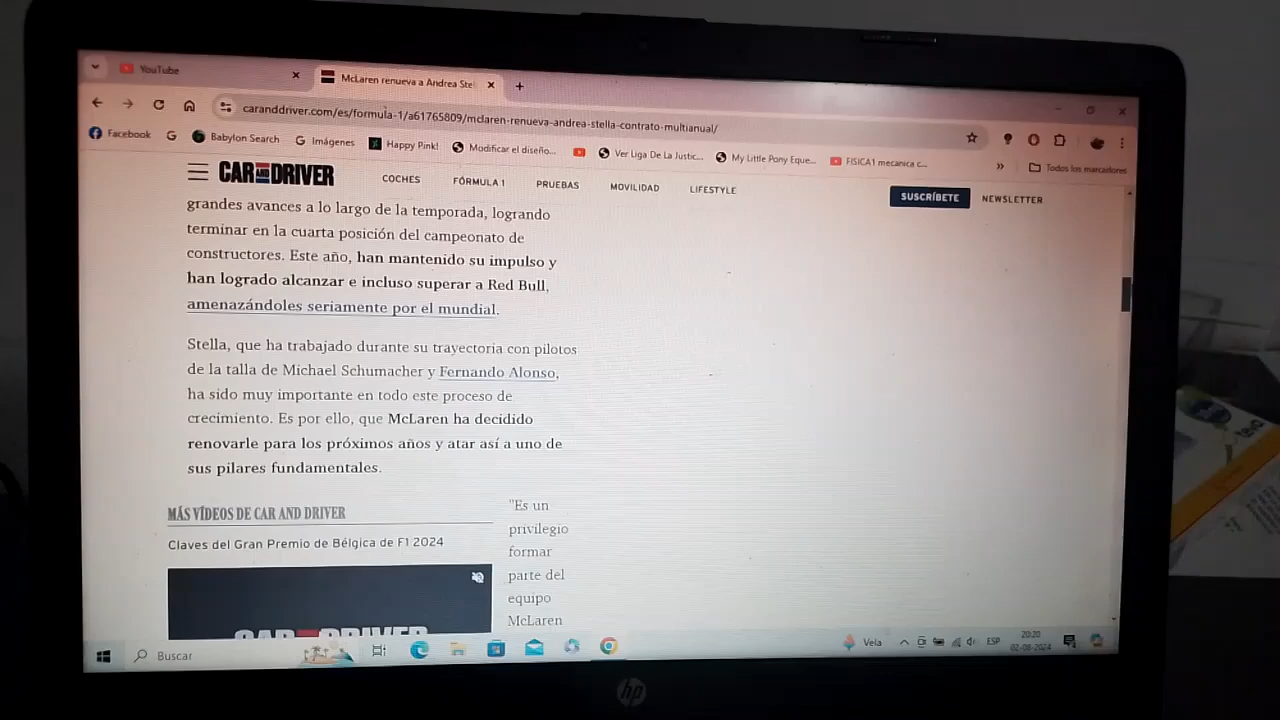 YouTube
McLaren renueva a Andrea Ste
caranddriver.com/es/formula-1/a61765809/mclaren-renueva-andrea-stella-contrato-multianual/
Facebook
Babylon Search
Imágenes
Happy Pink!
Modificar el diseño...
Ver Liga De La Justic...
My Little Pony Eque...
FISICA1 mecanica c...
»
Todos los marcadores
CAR AND DRIVER
COCHES
FÓRMULA 1
PRUEBAS
MOVILIDAD
LIFESTYLE
SUSCRÍBETE
NEWSLETTER
grandes avances a lo largo de la temporada, logrando
terminar en la cuarta posición del campeonato de
constructores. Este año, han mantenido su impulso y
han logrado alcanzar e incluso superar a Red Bull,
amenazándoles seriamente por el mundial.
Stella, que ha trabajado durante su trayectoria con pilotos
de la talla de Michael Schumacher y Fernando Alonso,
ha sido muy importante en todo este proceso de
crecimiento. Es por ello, que McLaren ha decidido
renovarle para los próximos años y atar así a uno de
sus pilares fundamentales.
MÁS VÍDEOS DE CAR AND DRIVER
Claves del Gran Premio de Bélgica de F1 2024
CAR AND DRIVER
"Es un
privilegio
formar
parte del
equipo
McLaren
Buscar
Vela
ESP
20:20
02-08-2024
hp
teva